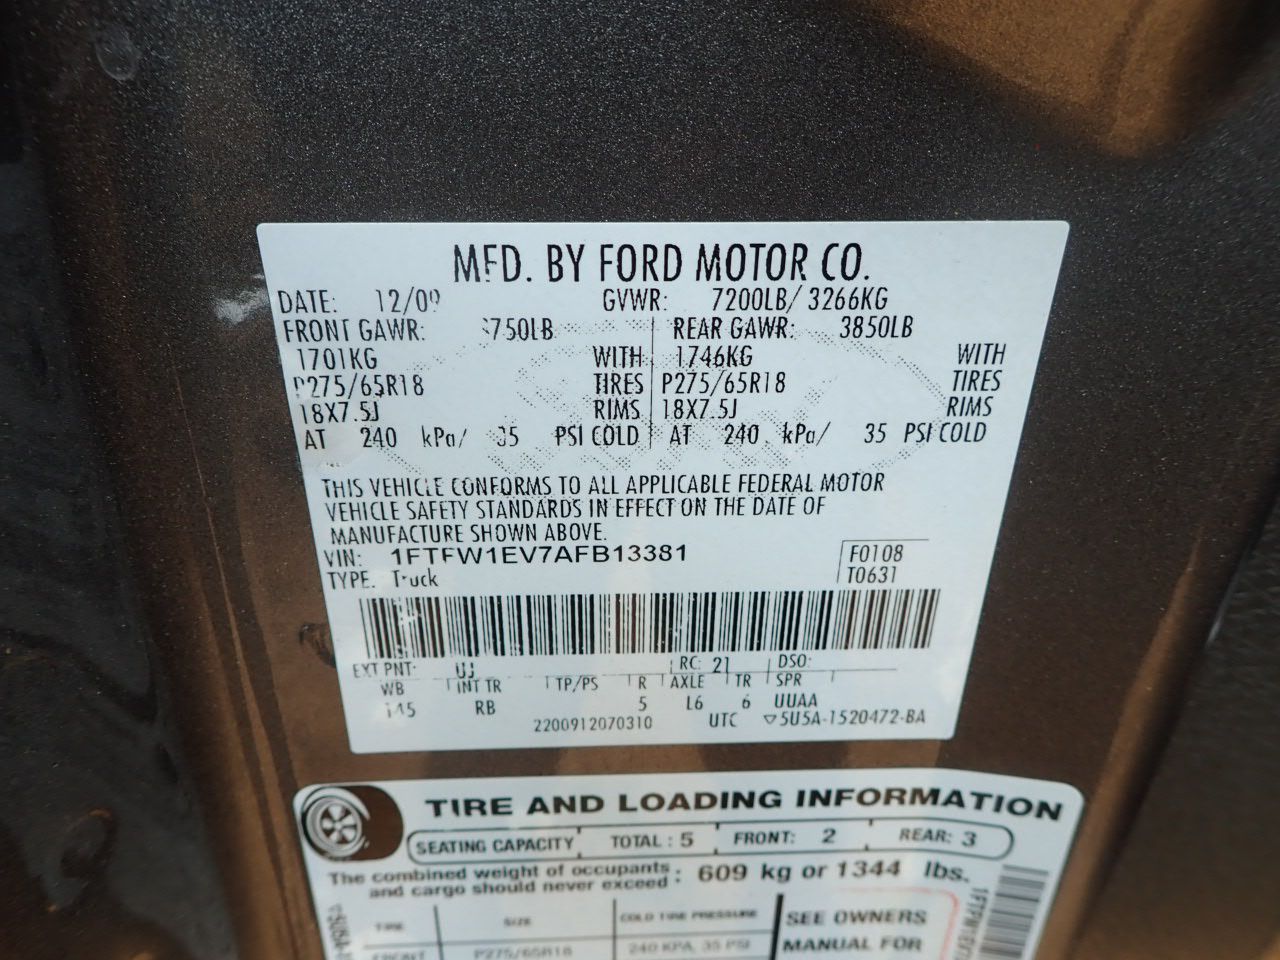 MFD. BY FORD MOTOR CO.
DATE: 12/09 GVWR: 7200LB/ 3266KG
FRONT GAWR: 3750LB REAR GAWR: 3850LB
1701KG WITH 1746KG WITH
P275/65R18 TIRES P275/65R18 TIRES
18X7.5J RIMS 18X7.5J RIMS
AT 240 kPa/ 35 PSI COLD AT 240 kPa/ 35 PSI COLD
THIS VEHICLE CONFORMS TO ALL APPLICABLE FEDERAL MOTOR
VEHICLE SAFETY STANDARDS IN EFFECT ON THE DATE OF
MANUFACTURE SHOWN ABOVE.
VIN: 1FTFW1EV7AFB13381 F0108
TYPE: Truck T0631
EXT PNT: UJ RC: 21 DSO:
WB INT TR TP/PS R AXLE TR SPR
145 RB 5 L6 6 UUAA
2200912070310 UTC ▽5U5A-1520472-BA
TIRE AND LOADING INFORMATION
SEATING CAPACITY TOTAL : 5 FRONT: 2 REAR: 3
The combined weight of occupants
and cargo should never exceed : 609 kg or 1344 lbs.
TIRE SIZE COLD TIRE PRESSURE SEE OWNERS
FRONT P275/65R18 240 KPA, 35 PSI MANUAL FOR